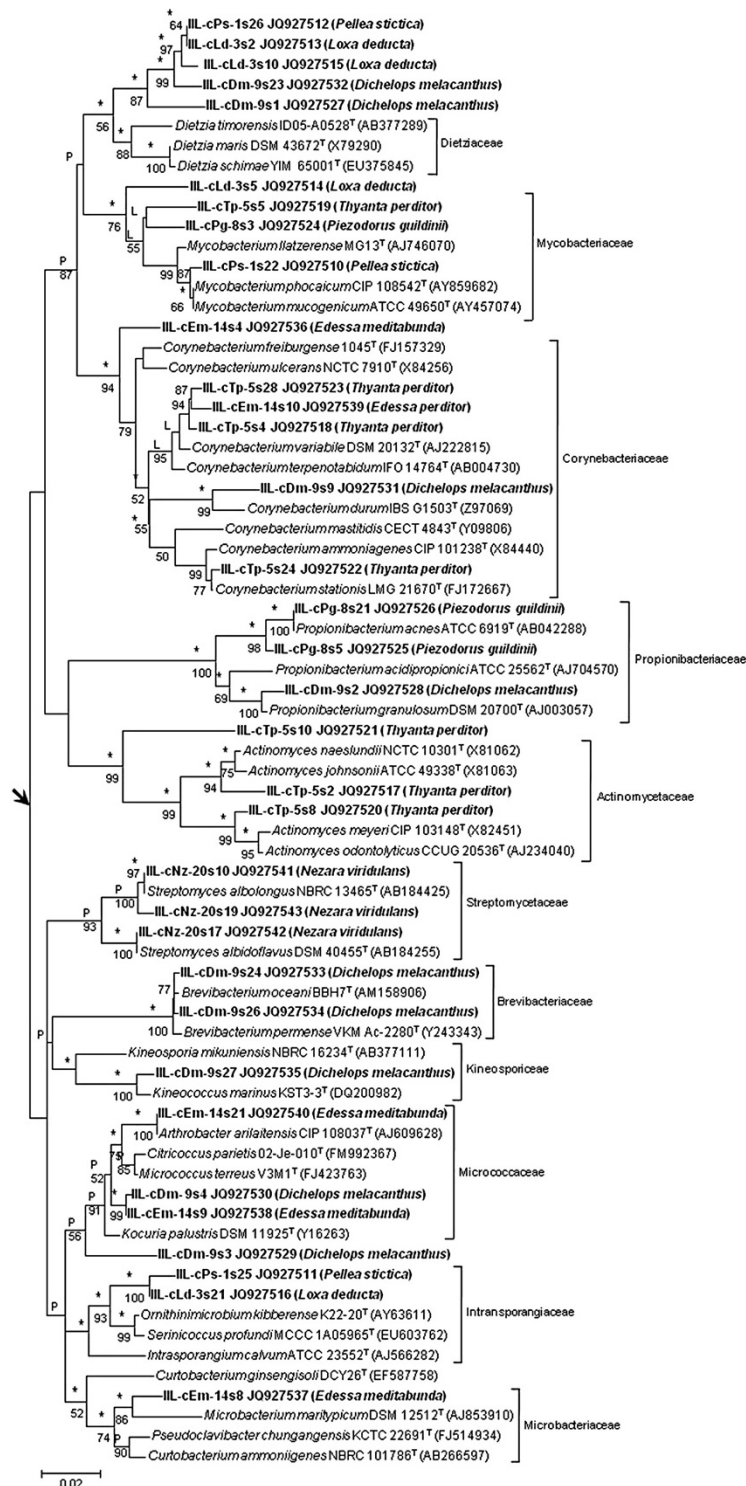 IIL-cPs-1s26 JQ927512 (Pellea stictica)
64
IIL-cLd-3s2 JQ927513 (Loxa deducta)
97
IIL-cLd-3s10 JQ927515 (Loxa deducta)
99
IIL-cDm-9s23 JQ927532 (Dichelops melacanthus)
87
IIL-cDm-9s1 JQ927527 (Dichelops melacanthus)
56
Dietzia timorensis ID05-A0528T (AB377289)
Dietziaceae
88
Dietzia maris DSM 43672T (X79290)
100
Dietzia schimae YIM 65001T (EU375845)
P
IIL-cLd-3s5 JQ927514 (Loxa deducta)
76
L
IIL-cTp-5s5 JQ927519 (Thyanta perditor)
L
IIL-cPg-8s3 JQ927524 (Piezodorus guildinii)
55
Mycobacteriaceae
Mycobacterium llatzerense MG13T (AJ746070)
P
87
99
87
IIL-cPs-1s22 JQ927510 (Pellea stictica)
Mycobacterium phocaicum CIP 108542T (AY859682)
66
Mycobacterium mucogenicum ATCC 49650T (AY457074)
IIL-cEm-14s4 JQ927536 (Edessa meditabunda)
94
Corynebacterium freiburgense 1045T (FJ157329)
Corynebacterium ulcerans NCTC 7910T (X84256)
79
87
IIL-cTp-5s28 JQ927523 (Thyanta perditor)
94
IIL-cEm-14s10 JQ927539 (Edessa perditor)
L
IIL-cTp-5s4 JQ927518 (Thyanta perditor)
L
Corynebacterium variabile DSM 20132T (AJ222815)
95
Corynebacterium terpenotabidum IFO 14764T (AB004730)
Corynebacteriaceae
52
IIL-cDm-9s9 JQ927531 (Dichelops melacanthus)
99
Corynebacterium durum IBS G1503T (Z97069)
55
Corynebacterium mastitidis CECT 4843T (Y09806)
50
Corynebacterium ammoniagenes CIP 101238T (X84440)
99
IIL-cTp-5s24 JQ927522 (Thyanta perditor)
77
Corynebacterium stationis LMG 21670T (FJ172667)
IIL-cPg-8s21 JQ927526 (Piezodorus guildinii)
100
Propionibacterium acnes ATCC 6919T (AB042288)
98
IIL-cPg-8s5 JQ927525 (Piezodorus guildinii)
Propionibacteriaceae
100
Propionibacterium acidipropionici ATCC 25562T (AJ704570)
69
IIL-cDm-9s2 JQ927528 (Dichelops melacanthus)
100
Propionibacterium granulosum DSM 20700T (AJ003057)
IIL-cTp-5s10 JQ927521 (Thyanta perditor)
99
Actinomyces naeslundii NCTC 10301T (X81062)
75
Actinomyces johnsonii ATCC 49338T (X81063)
94
IIL-cTp-5s2 JQ927517 (Thyanta perditor)
Actinomycetaceae
99
IIL-cTp-5s8 JQ927520 (Thyanta perditor)
99
Actinomyces meyeri CIP 103148T (X82451)
95
Actinomyces odontolyticus CCUG 20536T (AJ234040)
97
IIL-cNz-20s10 JQ927541 (Nezara viridulans)
P
100
Streptomyces albolongus NBRC 13465T (AB184425)
Streptomycetaceae
P
93
IIL-cNz-20s19 JQ927543 (Nezara viridulans)
IIL-cNz-20s17 JQ927542 (Nezara viridulans)
100
Streptomyces albidoflavus DSM 40455T (AB184255)
IIL-cDm-9s24 JQ927533 (Dichelops melacanthus)
77
Brevibacterium oceani BBH7T (AM158906)
Brevibacteriaceae
IIL-cDm-9s26 JQ927534 (Dichelops melacanthus)
P
100
Brevibacterium permense VKM Ac-2280T (Y243343)
Kineosporia mikuniensis NBRC 16234T (AB377111)
Kineosporiceae
IIL-cDm-9s27 JQ927535 (Dichelops melacanthus)
100
Kineococcus marinus KST3-3T (DQ200982)
IIL-cEm-14s21 JQ927540 (Edessa meditabunda)
100
Arthrobacter arilaitensis CIP 108037T (AJ609628)
75
Citricoccus parietis 02-Je-010T (FM992367)
P
52
85
Micrococcus terreus V3M1T (FJ423763)
Micrococcaceae
P
91
IIL-cDm-9s4 JQ927530 (Dichelops melacanthus)
99
IIL-cEm-14s9 JQ927538 (Edessa meditabunda)
P
56
Kocuria palustris DSM 11925T (Y16263)
IIL-cDm-9s3 JQ927529 (Dichelops melacanthus)
IIL-cPs-1s25 JQ927511 (Pellea stictica)
100
IIL-cLd-3s21 JQ927516 (Loxa deducta)
P
93
Ornithinimicrobium kibberense K22-20T (AY63611)
Intransporangiaceae
99
Serinicoccus profundi MCCC 1A05965T (EU603762)
Intrasporangium calvum ATCC 23552T (AJ566282)
Curtobacterium ginsengisoli DCY26T (EF587758)
52
IIL-cEm-14s8 JQ927537 (Edessa meditabunda)
86
Microbacterium maritypicum DSM 12512T (AJ853910)
Microbacteriaceae
74
P
Pseudoclavibacter chungangensis KCTC 22691T (FJ514934)
90
Curtobacterium ammoniigenes NBRC 101786T (AB266597)
0.02